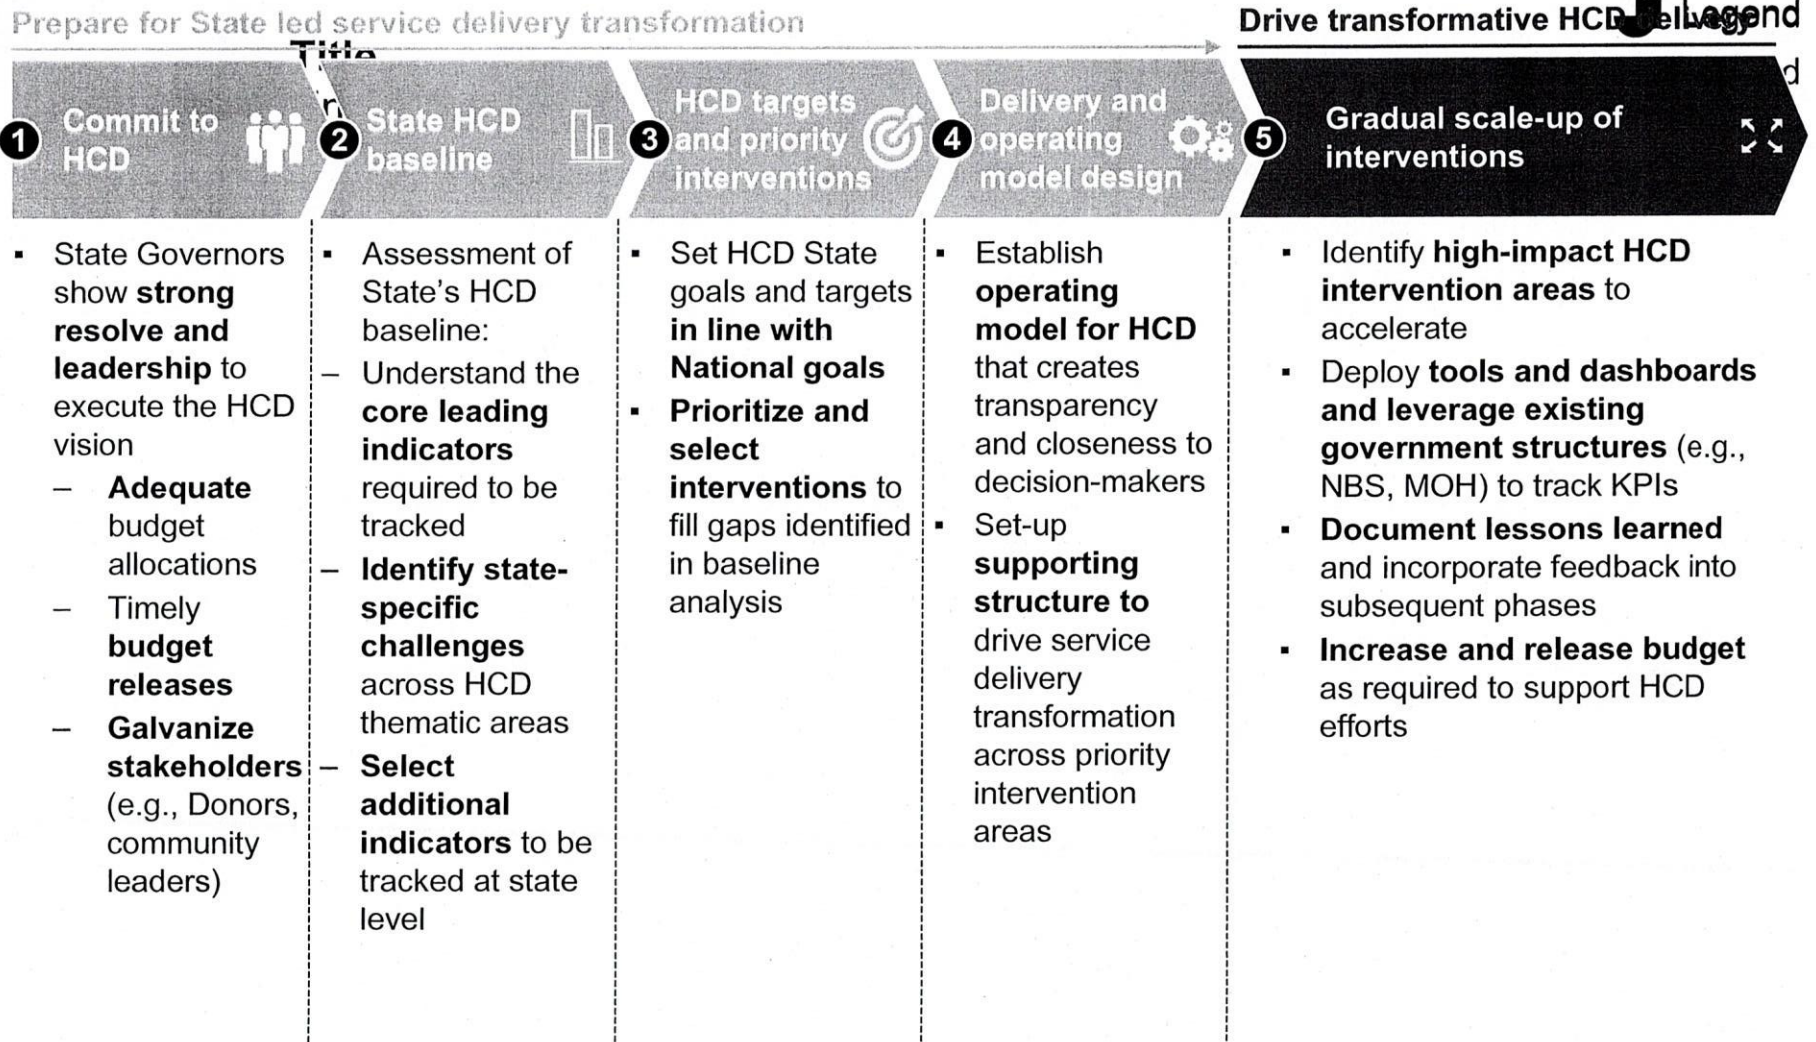 Prepare for State led service delivery transformation
Drive transformative HCD delivery
Legend
Title
1
Commit to
HCD
2
State HCD
baseline
3
HCD targets
and priority
interventions
4
Delivery and
operating
model design
5
Gradual scale-up of
interventions
▪ State Governors
show strong
resolve and
leadership to
execute the HCD
vision
– Adequate
budget
allocations
– Timely
budget
releases
– Galvanize
stakeholders
(e.g., Donors,
community
leaders)
▪ Assessment of
State's HCD
baseline:
– Understand the
core leading
indicators
required to be
tracked
– Identify state-
specific
challenges
across HCD
thematic areas
– Select
additional
indicators to be
tracked at state
level
▪ Set HCD State
goals and targets
in line with
National goals
▪ Prioritize and
select
interventions to
fill gaps identified
in baseline
analysis
▪ Establish
operating
model for HCD
that creates
transparency
and closeness to
decision-makers
▪ Set-up
supporting
structure to
drive service
delivery
transformation
across priority
intervention
areas
▪ Identify high-impact HCD
intervention areas to
accelerate
▪ Deploy tools and dashboards
and leverage existing
government structures (e.g.,
NBS, MOH) to track KPIs
▪ Document lessons learned
and incorporate feedback into
subsequent phases
▪ Increase and release budget
as required to support HCD
efforts